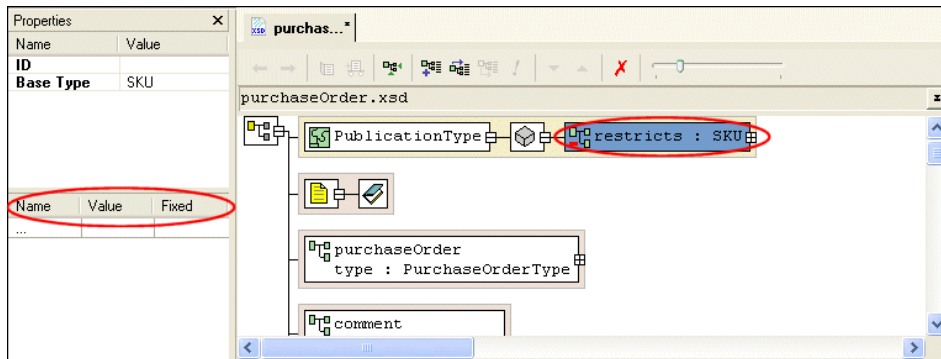 Properties
Name Value
ID
Base Type SKU
Name Value Fixed
...
XSD purchas...*
purchaseOrder.xsd
PublicationType restricts : SKU
purchaseOrder
type : PurchaseOrderType
comment